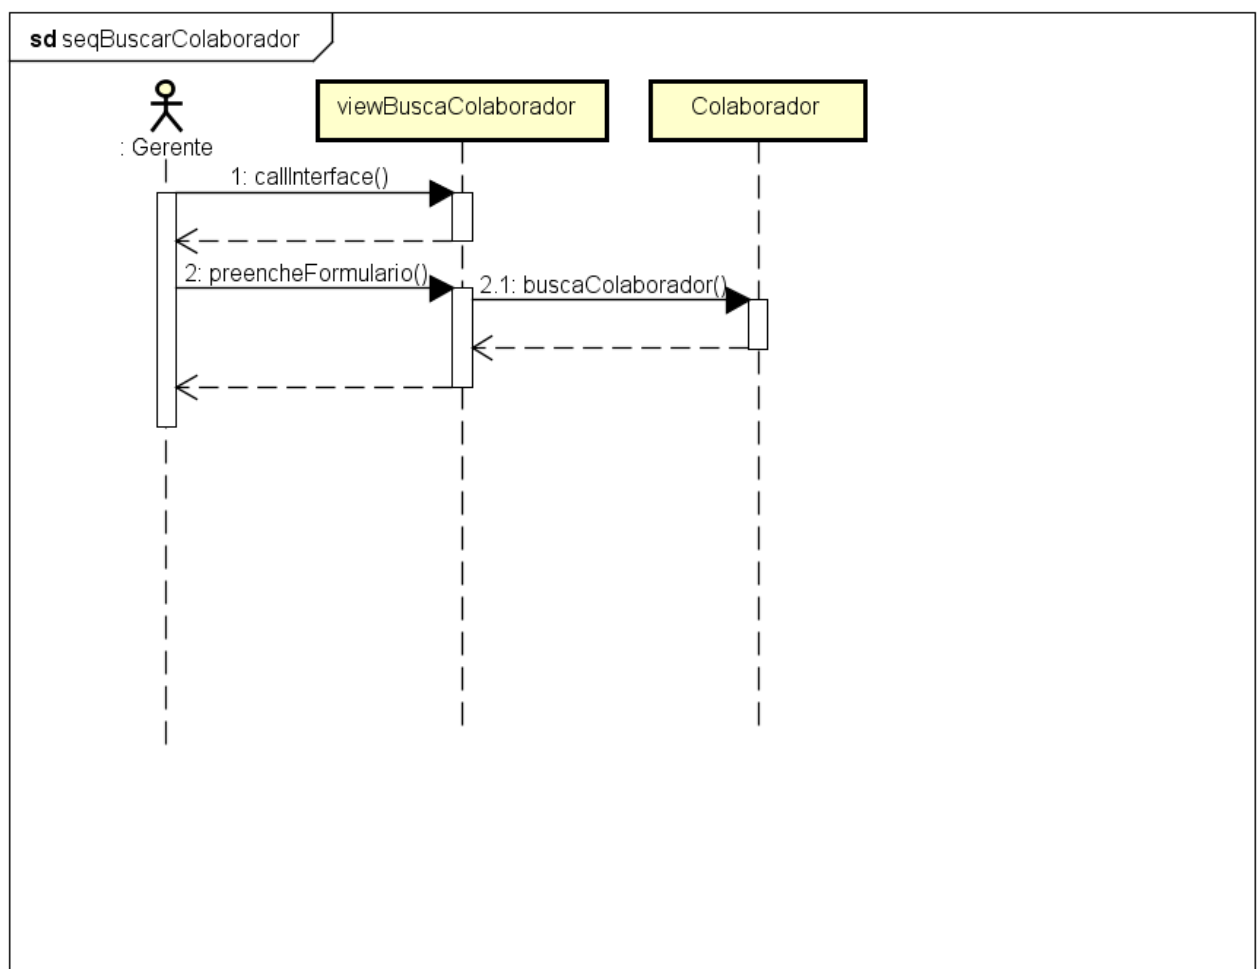 sd seqBuscarColaborador
: Gerente
viewBuscaColaborador
Colaborador
1: callInterface()
2: preencheFormulario()
2.1: buscaColaborador()